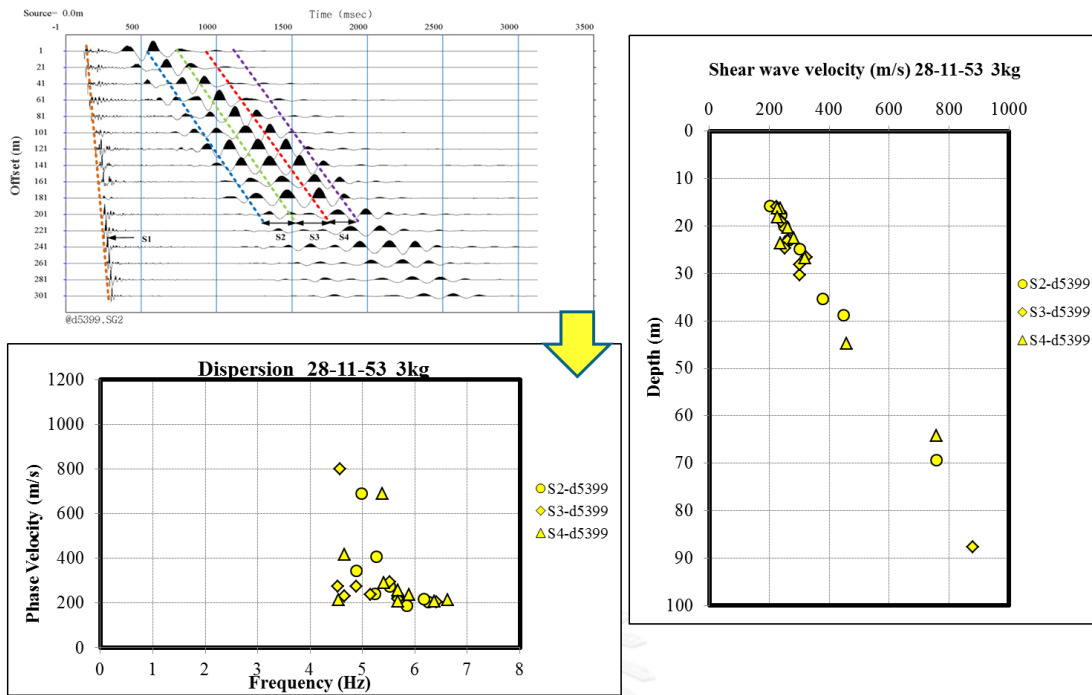 Source= 0.0m
Time (msec)
-1 500 1000 1500 2000 2500 3000 3500
Offset (m)
1
21
41
61
81
101
121
141
161
181
201
221
241
261
281
301
S1
S2 S3 S4
@d5399.SG2
Dispersion 28-11-53 3kg
Phase Velocity (m/s)
1200
1000
800
600
400
200
0
0 1 2 3 4 5 6 7 8
Frequency (Hz)
S2-d5399
S3-d5399
S4-d5399
Shear wave velocity (m/s) 28-11-53 3kg
0 200 400 600 800 1000
Depth (m)
0
10
20
30
40
50
60
70
80
90
100
S2-d5399
S3-d5399
S4-d5399